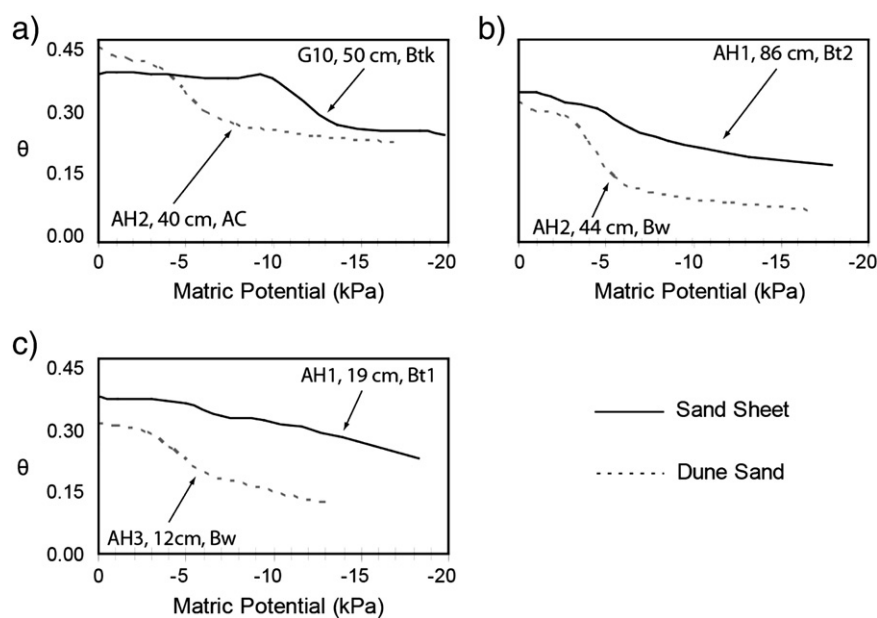 a)
0.45
0.30
θ
0.15
0.00
G10, 50 cm, Btk
AH2, 40 cm, AC
0 -5 -10 -15 -20
Matric Potential (kPa)
b)
AH1, 86 cm, Bt2
AH2, 44 cm, Bw
0 -5 -10 -15 -20
Matric Potential (kPa)
c)
0.45
0.30
θ
0.15
0.00
AH1, 19 cm, Bt1
AH3, 12cm, Bw
0 -5 -10 -15 -20
Matric Potential (kPa)
Sand Sheet
Dune Sand